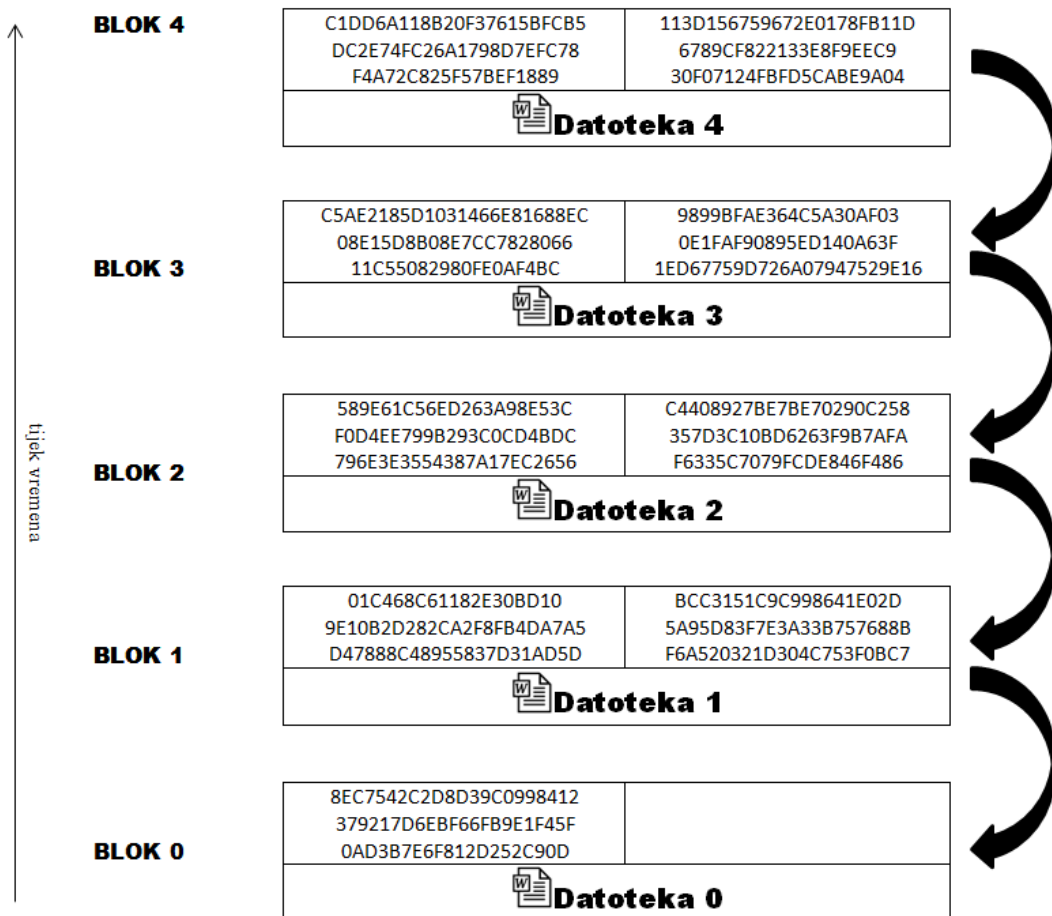 BLOK 4
C1DD6A118B20F37615BFCB5
DC2E74FC26A1798D7EFC78
F4A72C825F57BEF1889
113D156759672E0178FB11D
6789CF822133E8F9EEC9
30F07124FBFD5CABE9A04
Datoteka 4
BLOK 3
C5AE2185D1031466E81688EC
08E15D8B08E7CC7828066
11C55082980FE0AF4BC
9899BFAE364C5A30AF03
0E1FAF90895ED140A63F
1ED67759D726A07947529E16
Datoteka 3
tijek vremena
BLOK 2
589E61C56ED263A98E53C
F0D4EE799B293C0CD4BDC
796E3E3554387A17EC2656
C4408927BE7BE70290C258
357D3C10BD6263F9B7AFA
F6335C7079FCDE846F486
Datoteka 2
BLOK 1
01C468C61182E30BD10
9E10B2D282CA2F8FB4DA7A5
D47888C48955837D31AD5D
BCC3151C9C998641E02D
5A95D83F7E3A33B757688B
F6A520321D304C753F0BC7
Datoteka 1
BLOK 0
8EC7542C2D8D39C0998412
379217D6EBF66FB9E1F45F
0AD3B7E6F812D252C90D
Datoteka 0